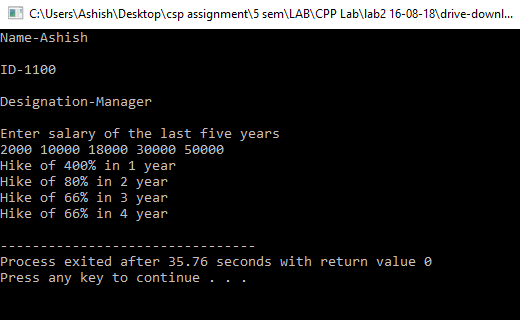 C:\Users\Ashish\Desktop\csp assignment\5 sem\LAB\CPP Lab\lab2 16-08-18\drive-downl...
Name-Ashish
ID-1100
Designation-Manager
Enter salary of the last five years
2000 10000 18000 30000 50000
Hike of 400% in 1 year
Hike of 80% in 2 year
Hike of 66% in 3 year
Hike of 66% in 4 year
--------------------------------
Process exited after 35.76 seconds with return value 0
Press any key to continue . . .